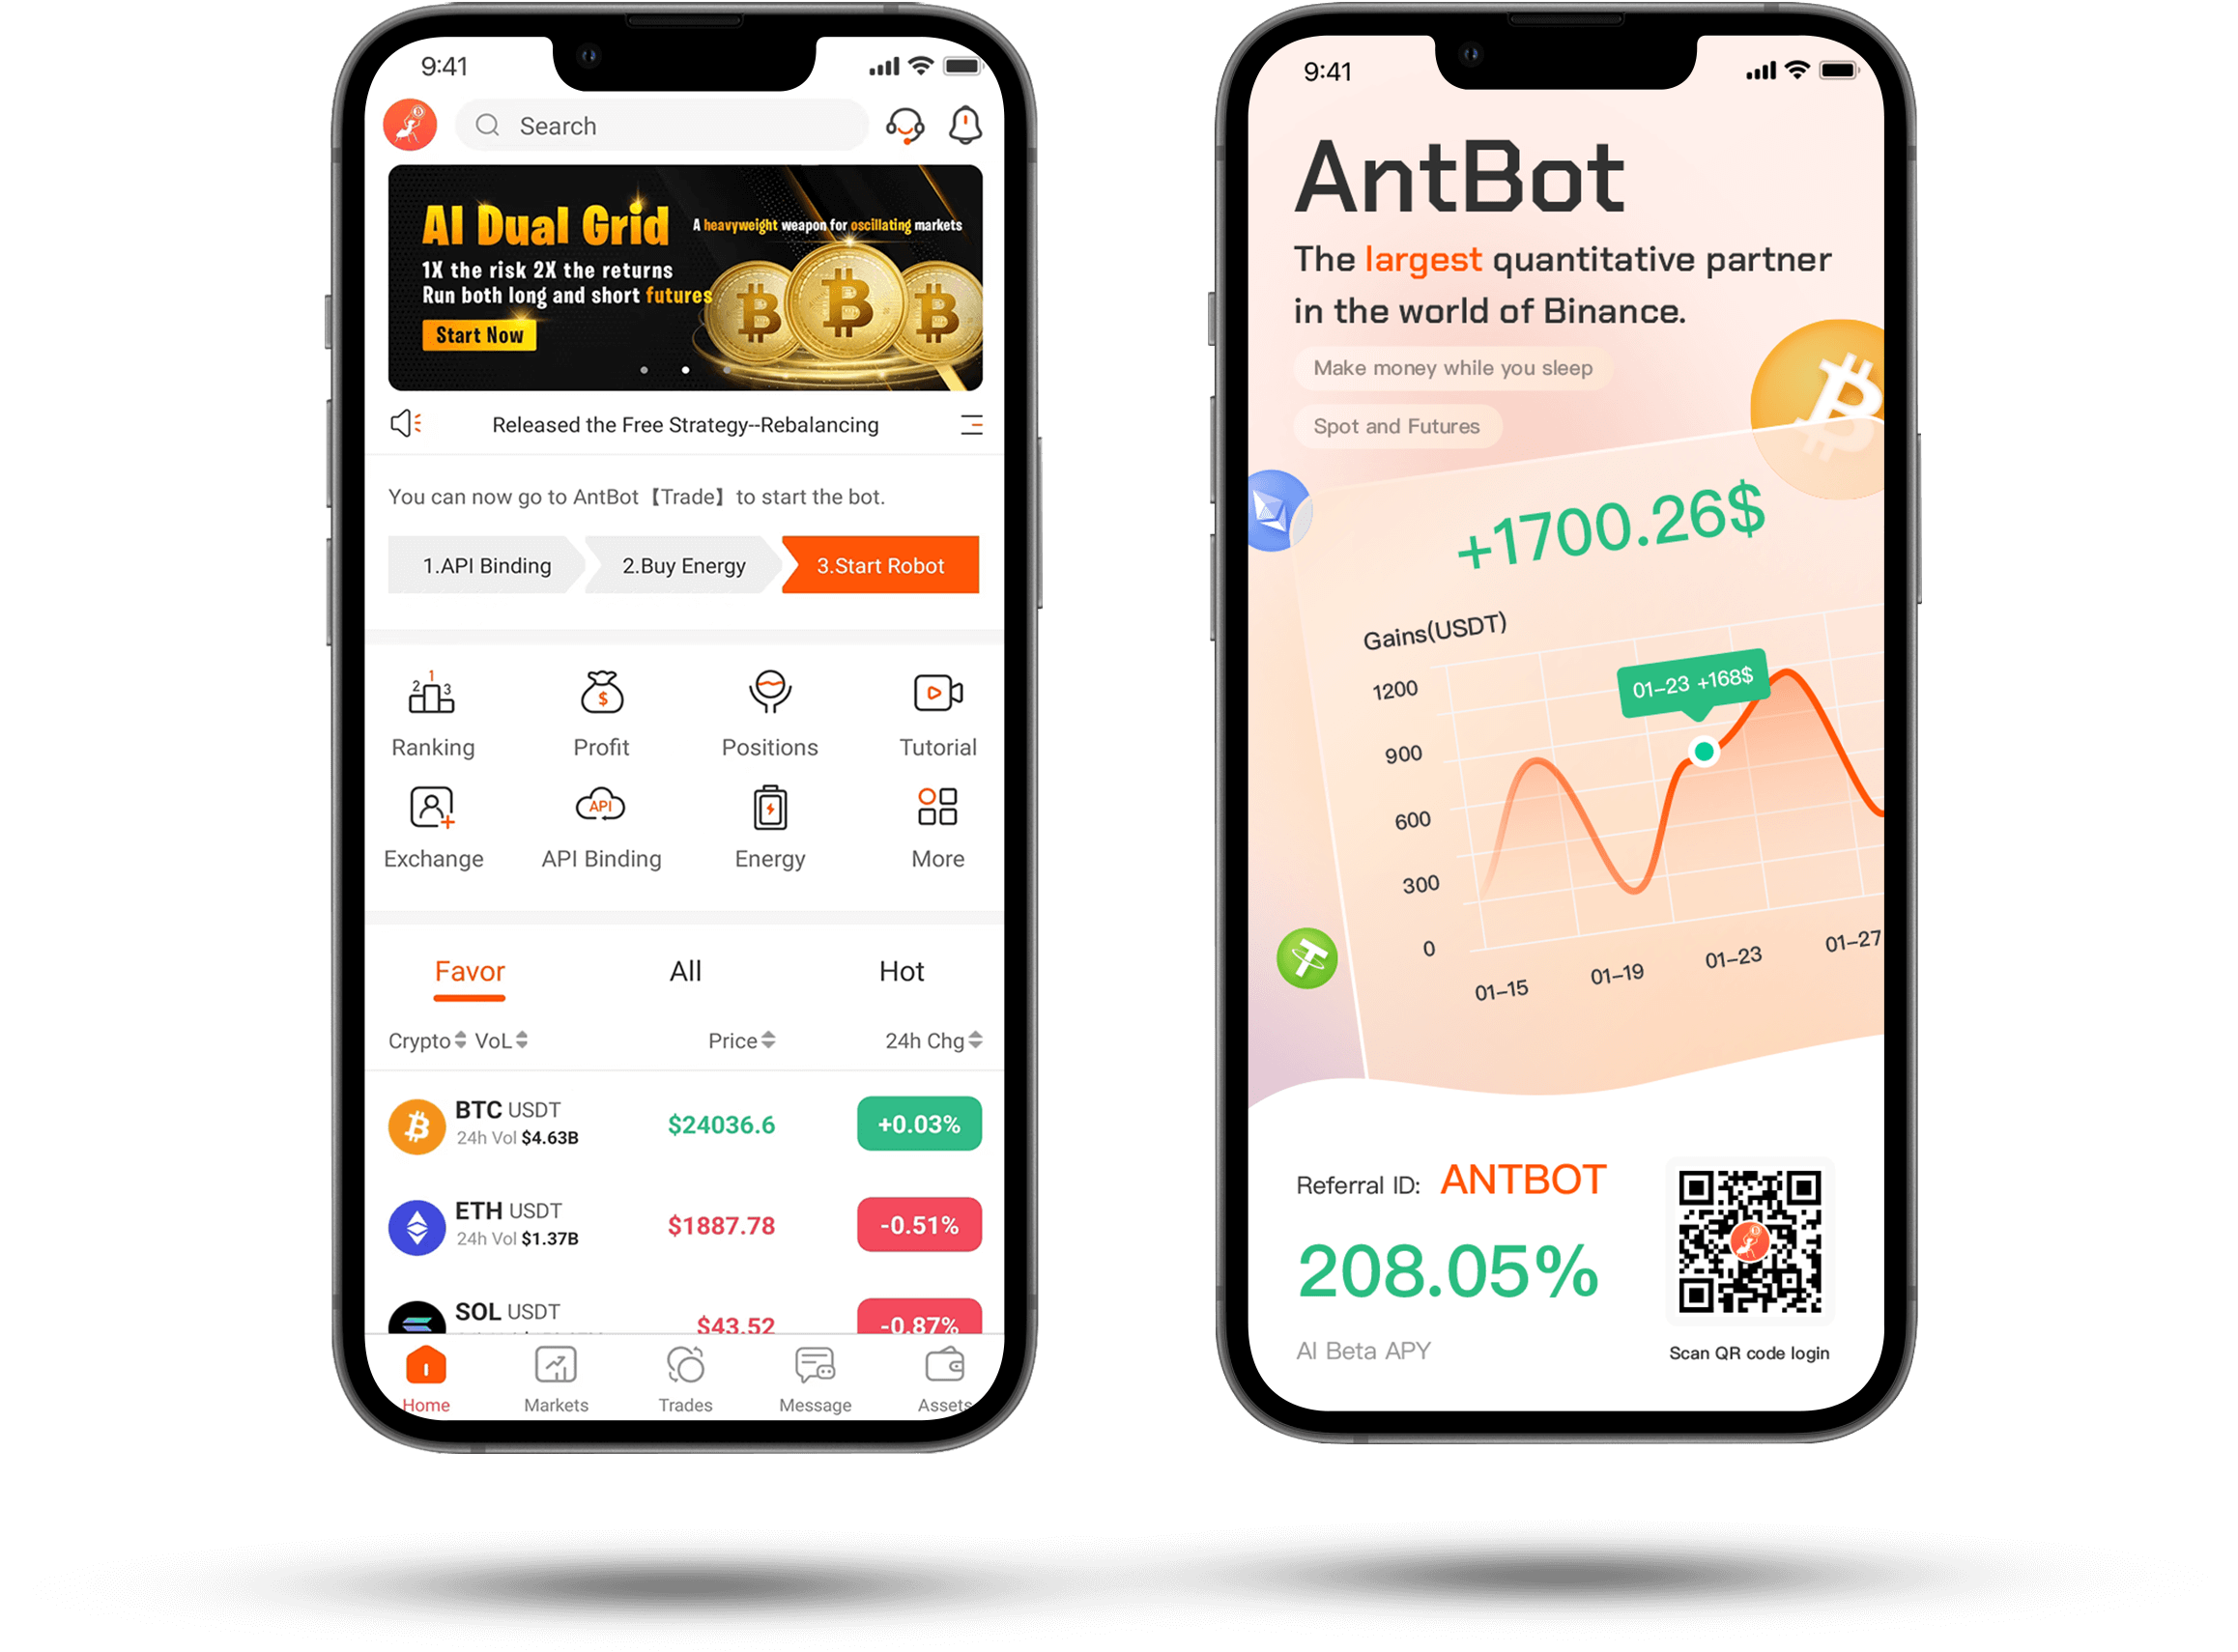 9:41
Search
AI Dual Grid
A heavyweight weapon for oscillating markets
1X the risk 2X the returns
Run both long and short futures
Start Now
Released the Free Strategy--Rebalancing
You can now go to AntBot【Trade】to start the bot.
1.API Binding
2.Buy Energy
3.Start Robot
1
2
3
Ranking
$
Profit
Positions
Tutorial
API
Exchange
API Binding
Energy
More
Favor
All
Hot
Crypto
VoL
Price
24h Chg
BTC USDT
24h Vol $4.63B
$24036.6
+0.03%
ETH USDT
24h Vol $1.37B
$1887.78
-0.51%
SOL USDT
$43.52
-0.87%
Home
Markets
Trades
Message
Assets
9:41
AntBot
The largest quantitative partner
in the world of Binance.
Make money while you sleep
Spot and Futures
+1700.26$
Gains(USDT)
1200
900
600
300
0
01-23 +168$
01-15
01-19
01-23
01-27
Referral ID: ANTBOT
208.05%
AI Beta APY
Scan QR code login